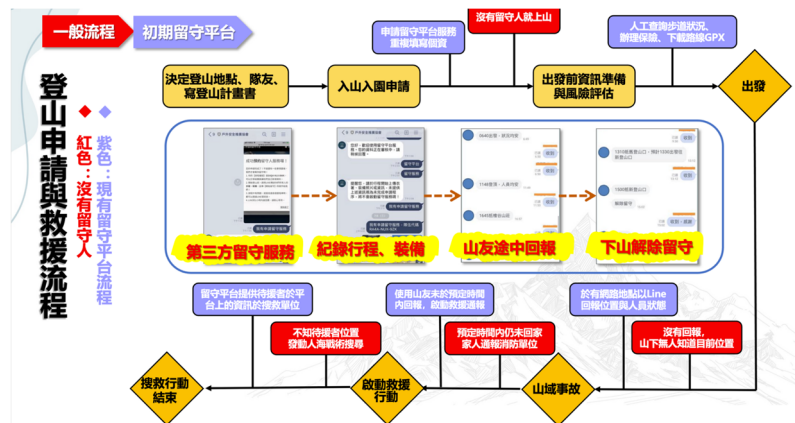 一般流程
初期留守平台
申請留守平台服務
重複填寫個資
沒有留守人就上山
人工查詢步道狀況、
辦理保險、下載路線GPX
登山申請與救援流程
紅色：沒有留守人
紫色：現有留守平台流程
決定登山地點、隊友、
寫登山計畫書
入山入園申請
出發前資訊準備
與風險評估
出發
第三方留守服務
紀錄行程、裝備
山友途中回報
下山解除留守
留守平台提供待援者於平
台上的資訊於搜救單位
不知待援者位置
發動人海戰術搜尋
使用山友未於預定時間
內回報，啟動救援通報
預定時間內仍未回家
家人通報消防單位
於有網路地點以Line
回報位置與人員狀態
沒有回報，
山下無人知道目前位置
搜救行動
結束
啟動救援
行動
山域事故